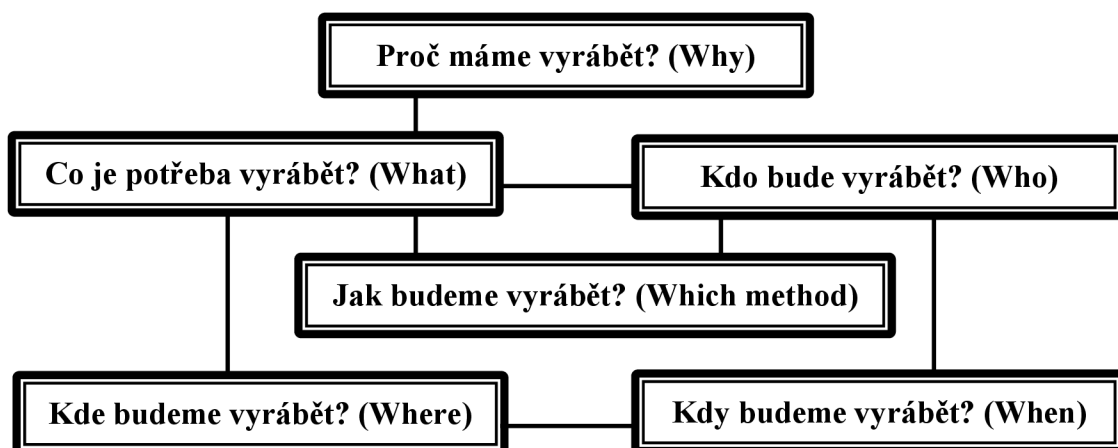 Proč máme vyrábět? (Why)
Co je potřeba vyrábět? (What)
Kdo bude vyrábět? (Who)
Jak budeme vyrábět? (Which method)
Kde budeme vyrábět? (Where)
Kdy budeme vyrábět? (When)